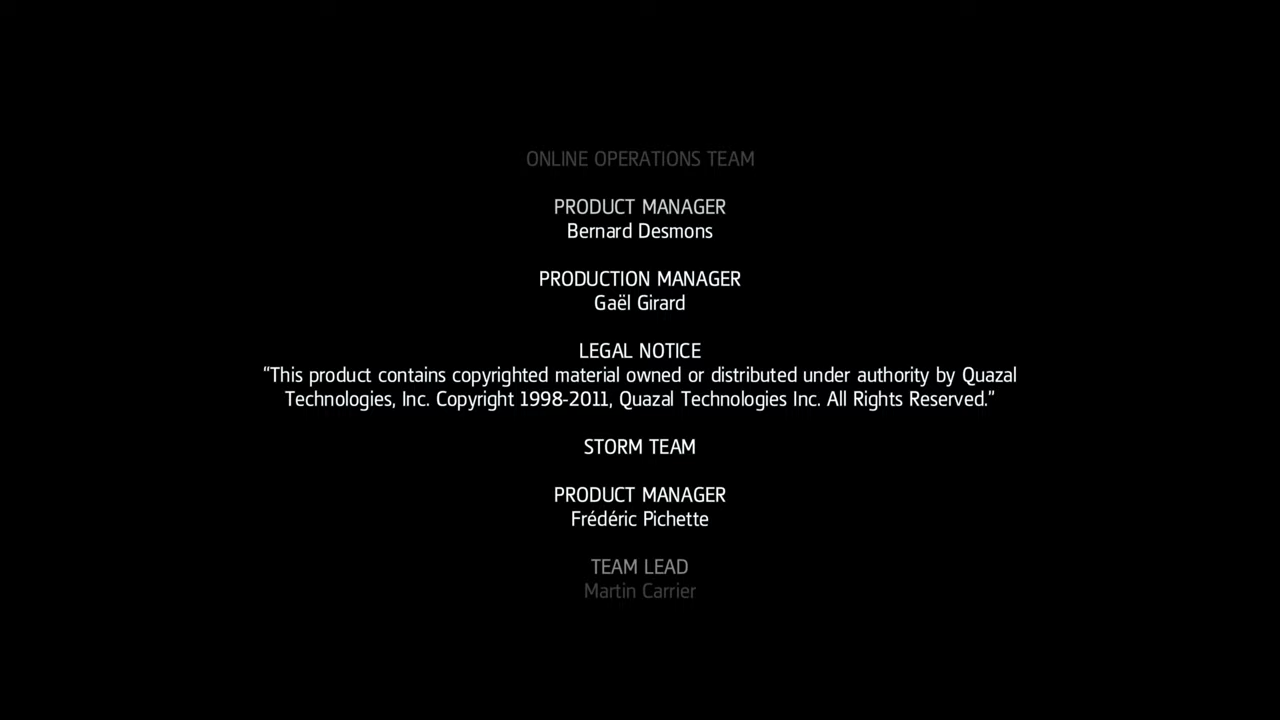 ONLINE OPERATIONS TEAM
PRODUCT MANAGER
Bernard Desmons
PRODUCTION MANAGER
Gaël Girard
LEGAL NOTICE
“This product contains copyrighted material owned or distributed under authority by Quazal
Technologies, Inc. Copyright 1998-2011, Quazal Technologies Inc. All Rights Reserved.”
STORM TEAM
PRODUCT MANAGER
Frédéric Pichette
TEAM LEAD
Martin Carrier